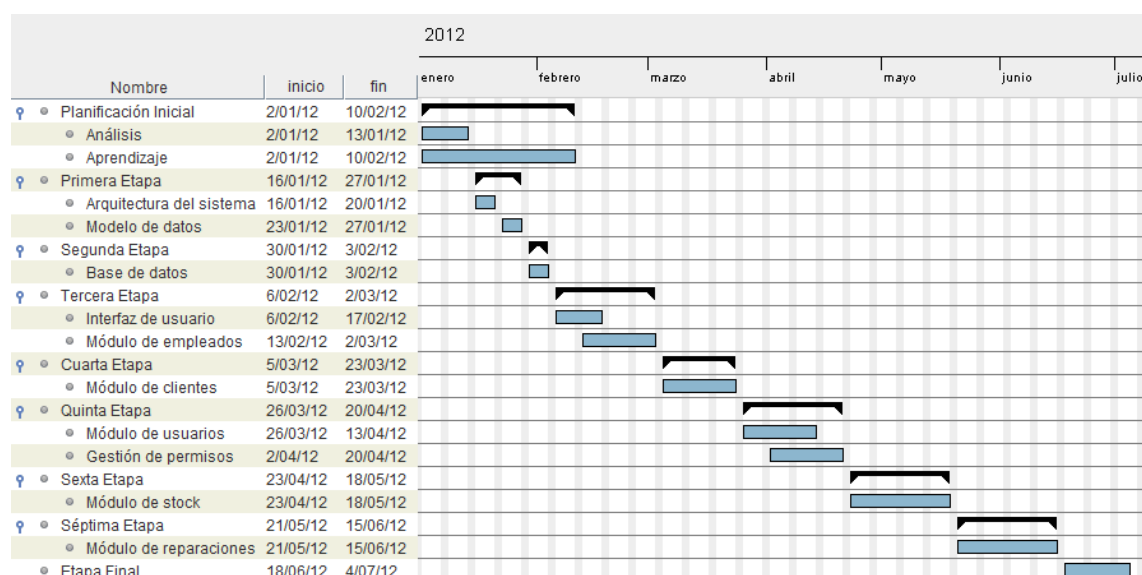 2012
Nombre inicio fin enero febrero marzo abril mayo junio julio
Planificación Inicial 2/01/12 10/02/12
Análisis 2/01/12 13/01/12
Aprendizaje 2/01/12 10/02/12
Primera Etapa 16/01/12 27/01/12
Arquitectura del sistema 16/01/12 20/01/12
Modelo de datos 23/01/12 27/01/12
Segunda Etapa 30/01/12 3/02/12
Base de datos 30/01/12 3/02/12
Tercera Etapa 6/02/12 2/03/12
Interfaz de usuario 6/02/12 17/02/12
Módulo de empleados 13/02/12 2/03/12
Cuarta Etapa 5/03/12 23/03/12
Módulo de clientes 5/03/12 23/03/12
Quinta Etapa 26/03/12 20/04/12
Módulo de usuarios 26/03/12 13/04/12
Gestión de permisos 2/04/12 20/04/12
Sexta Etapa 23/04/12 18/05/12
Módulo de stock 23/04/12 18/05/12
Séptima Etapa 21/05/12 15/06/12
Módulo de reparaciones 21/05/12 15/06/12
Etapa Final 18/06/12 4/07/12